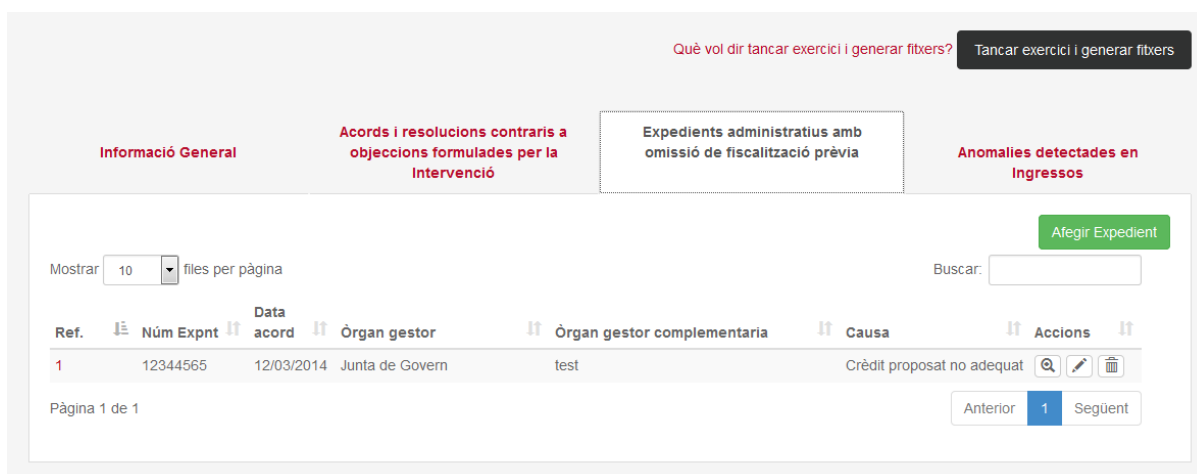 Què vol dir tancar exercici i generar fitxers? Tancar exercici i generar fitxers
Informació General
Acords i resolucions contraris a
objeccions formulades per la
Intervenció
Expedients administratius amb
omissió de fiscalització prèvia
Anomalies detectades en
Ingressos
Afegir Expedient
Mostrar 10 files per pàgina
Buscar:
Ref. Núm Expnt Data acord Òrgan gestor Òrgan gestor complementaria Causa Accions
1 12344565 12/03/2014 Junta de Govern test Crèdit proposat no adequat
Pàgina 1 de 1
Anterior 1 Següent